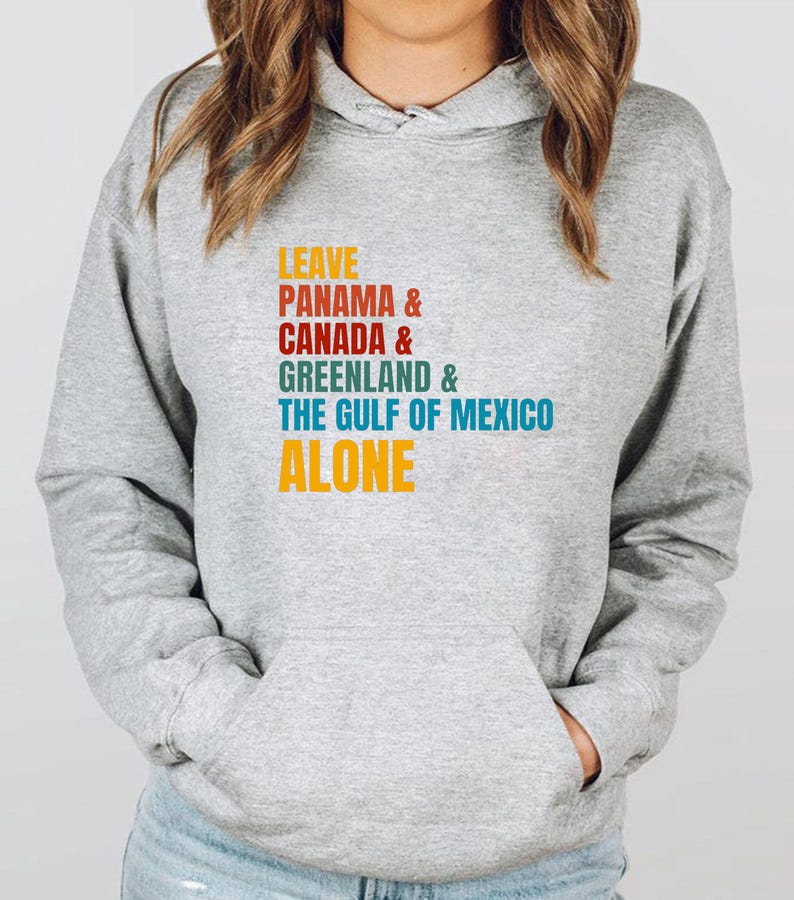 LEAVE
PANAMA &
CANADA &
GREENLAND &
THE GULF OF MEXICO
ALONE